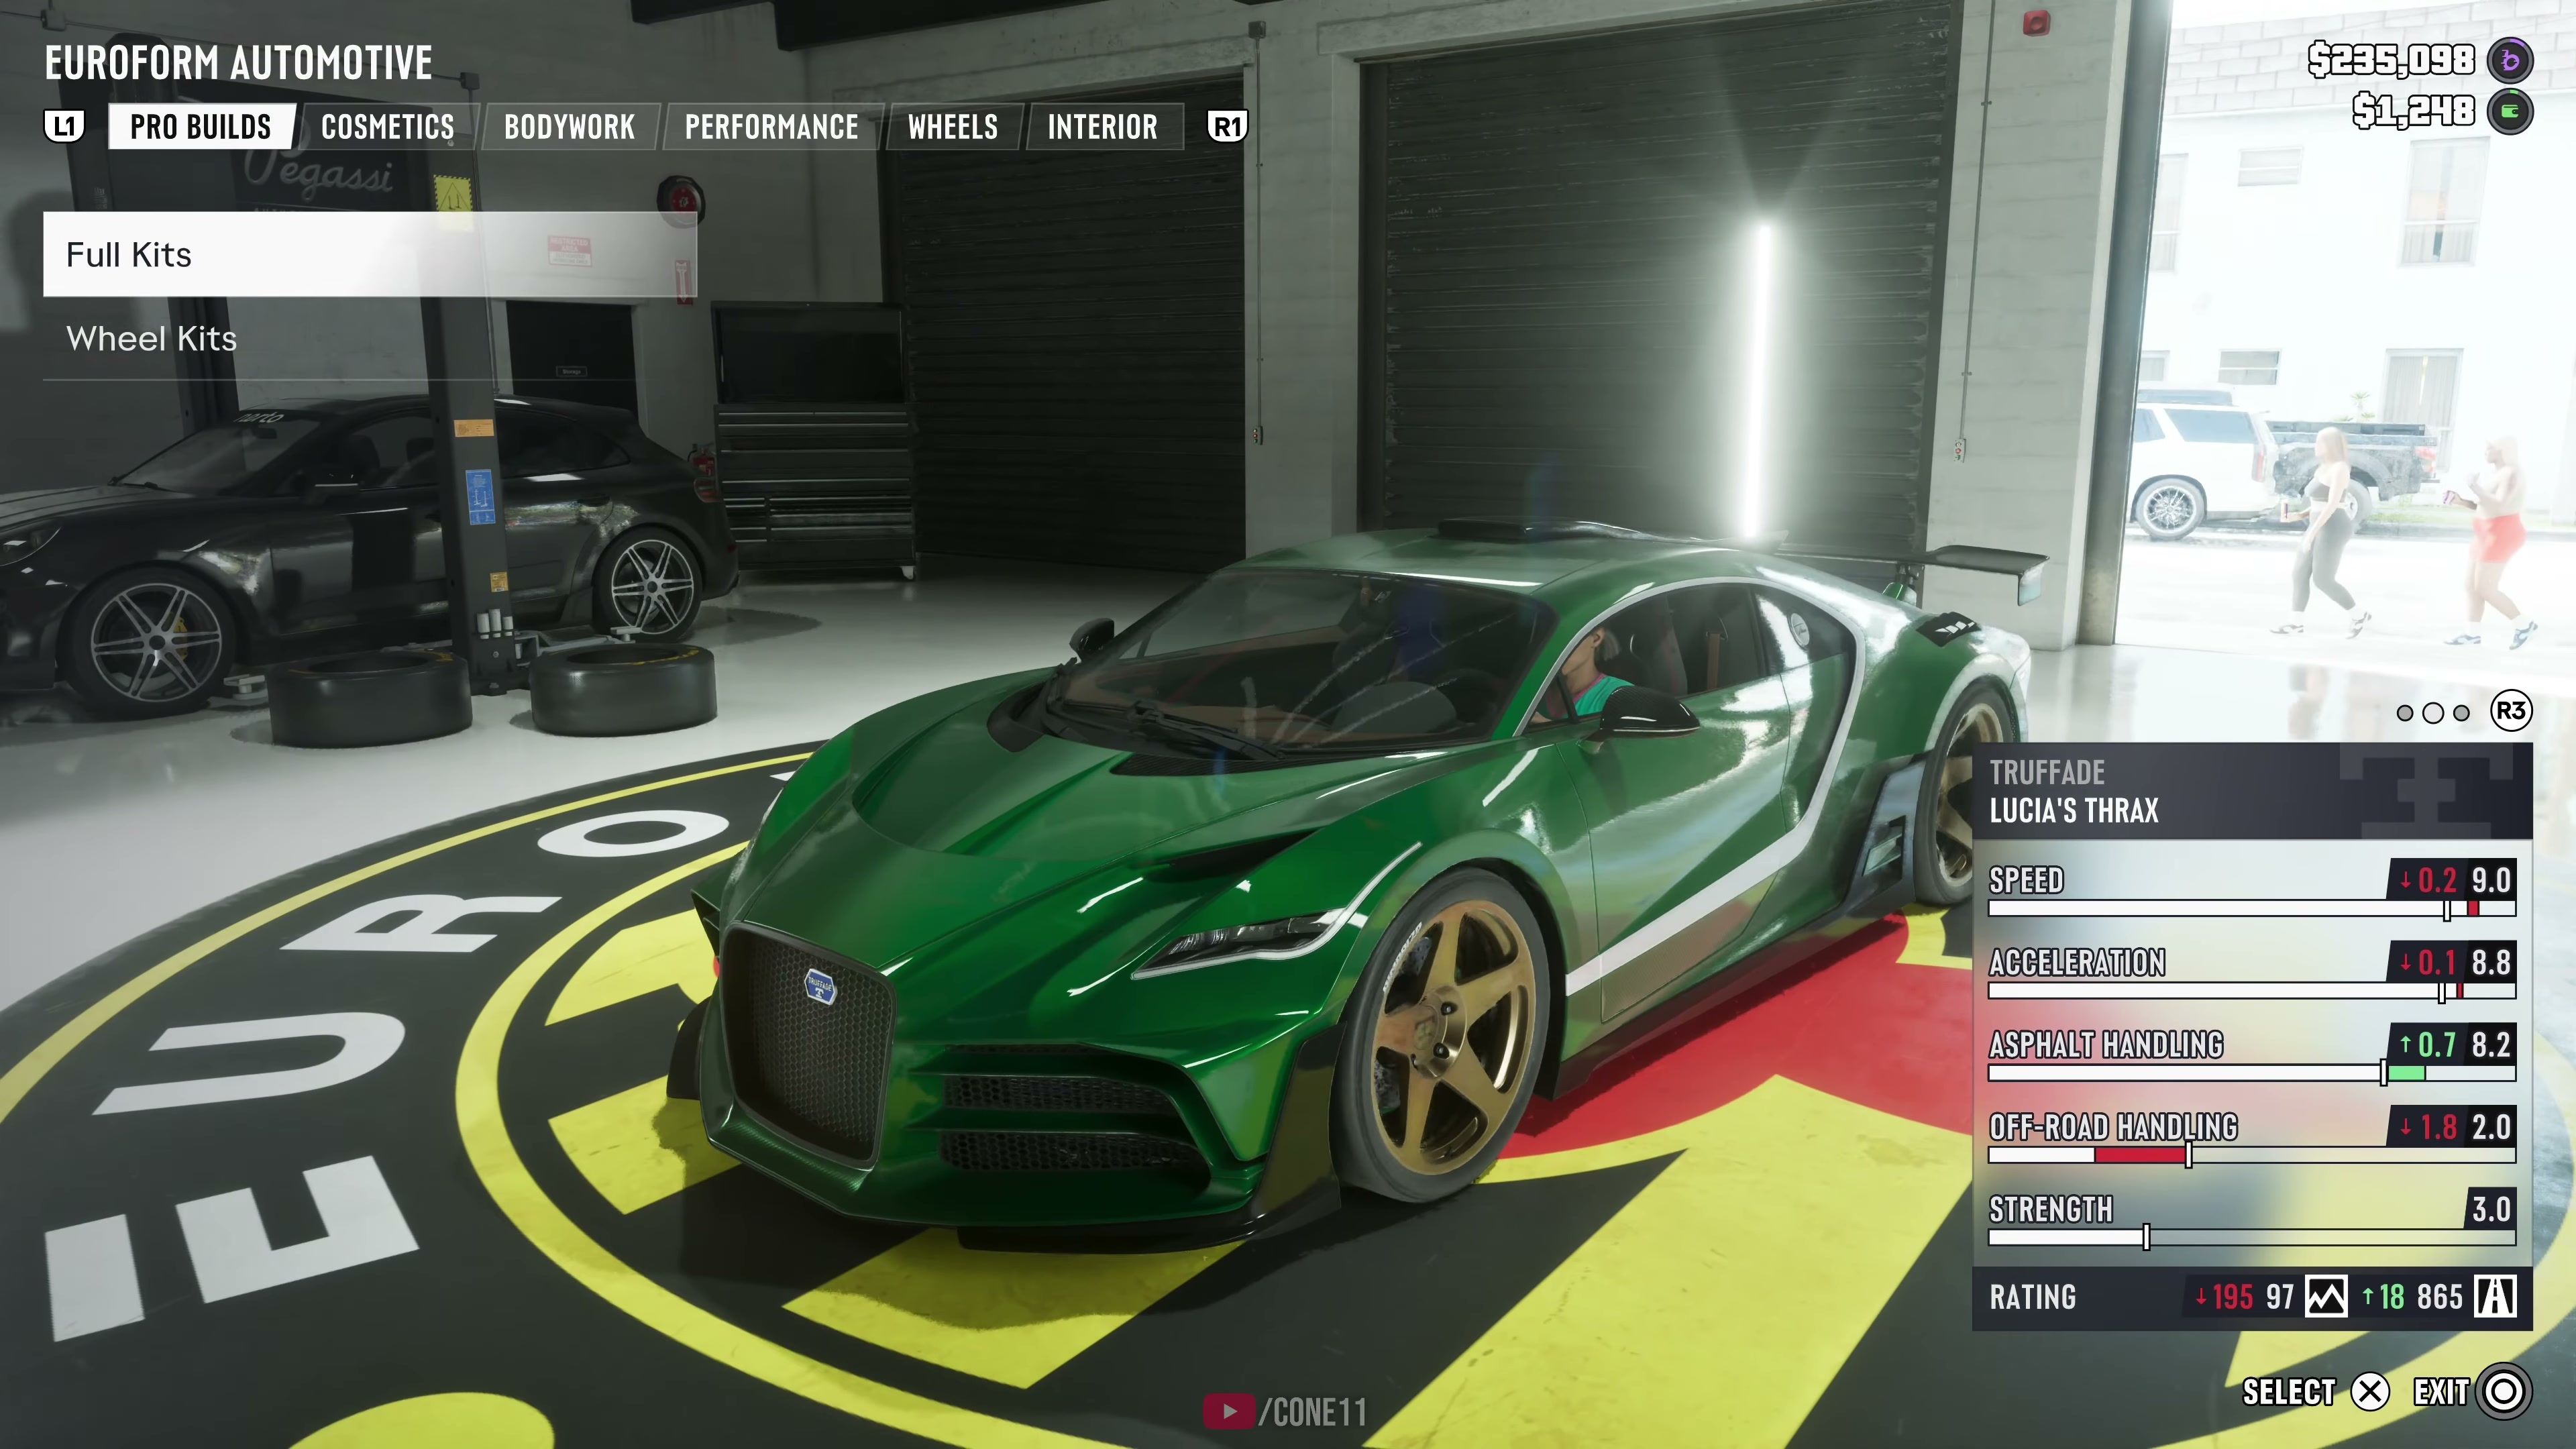 EUROFORM AUTOMOTIVE
$235,098
$1,248
L1 PRO BUILDS COSMETICS BODYWORK PERFORMANCE WHEELS INTERIOR R1
Pegassi
Full Kits
Wheel Kits
Storage
R3
TRUFFADE
LUCIA'S THRAX
SPEED ↓0.2 9.0
ACCELERATION ↓0.1 8.8
ASPHALT HANDLING ↑0.7 8.2
OFF-ROAD HANDLING ↓1.8 2.0
STRENGTH 3.0
RATING ↓195 97 ↑18 865
TRUFFADE
EURO
SELECT EXIT
/CONE11